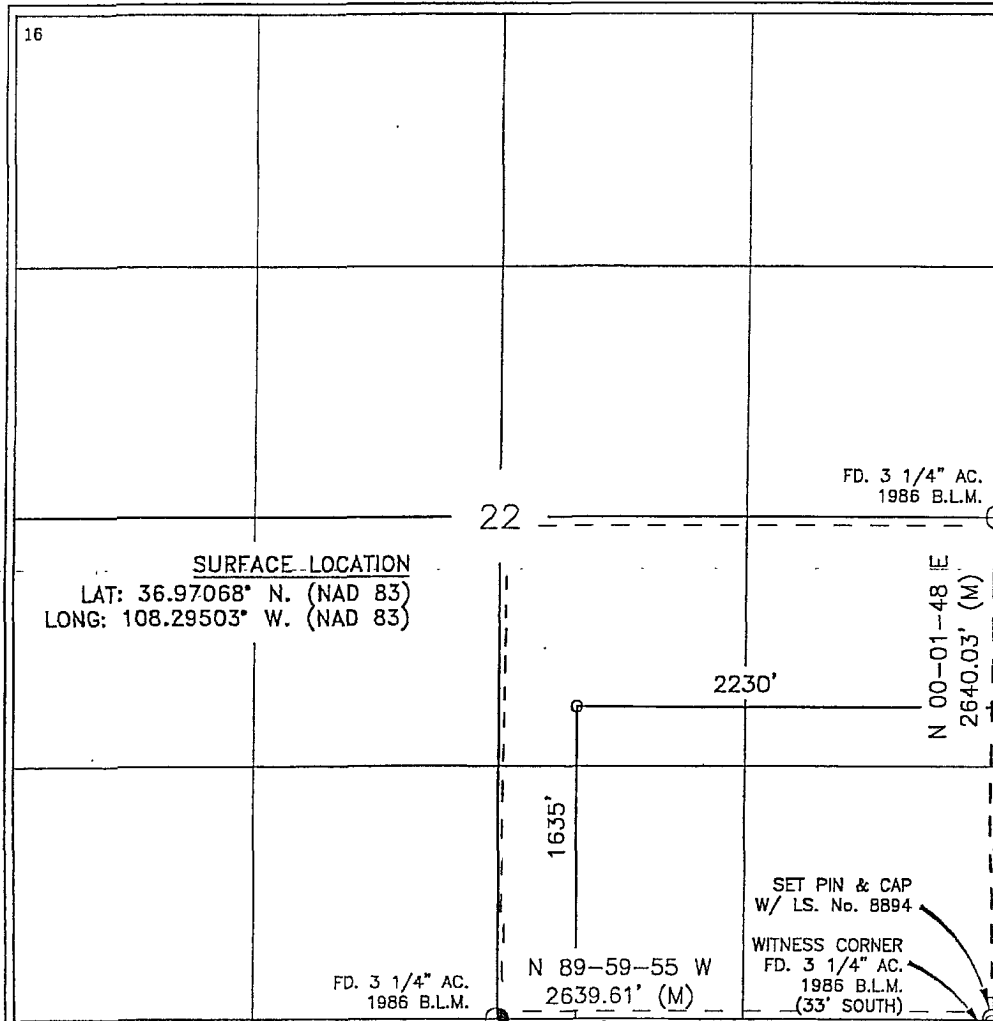 16
FD. 3 1/4" AC.
1986 B.L.M.
22
SURFACE LOCATION
LAT: 36.97068° N. (NAD 83)
LONG: 108.29503° W. (NAD 83)
N 00-01-48 E
2640.03' (M)
2230'
1635'
SET PIN & CAP
W/ LS. No. 8894
WITNESS CORNER
FD. 3 1/4" AC.
1986 B.L.M.
(33' SOUTH)
N 89-59-55 W
2639.61' (M)
FD. 3 1/4" AC.
1986 B.L.M.